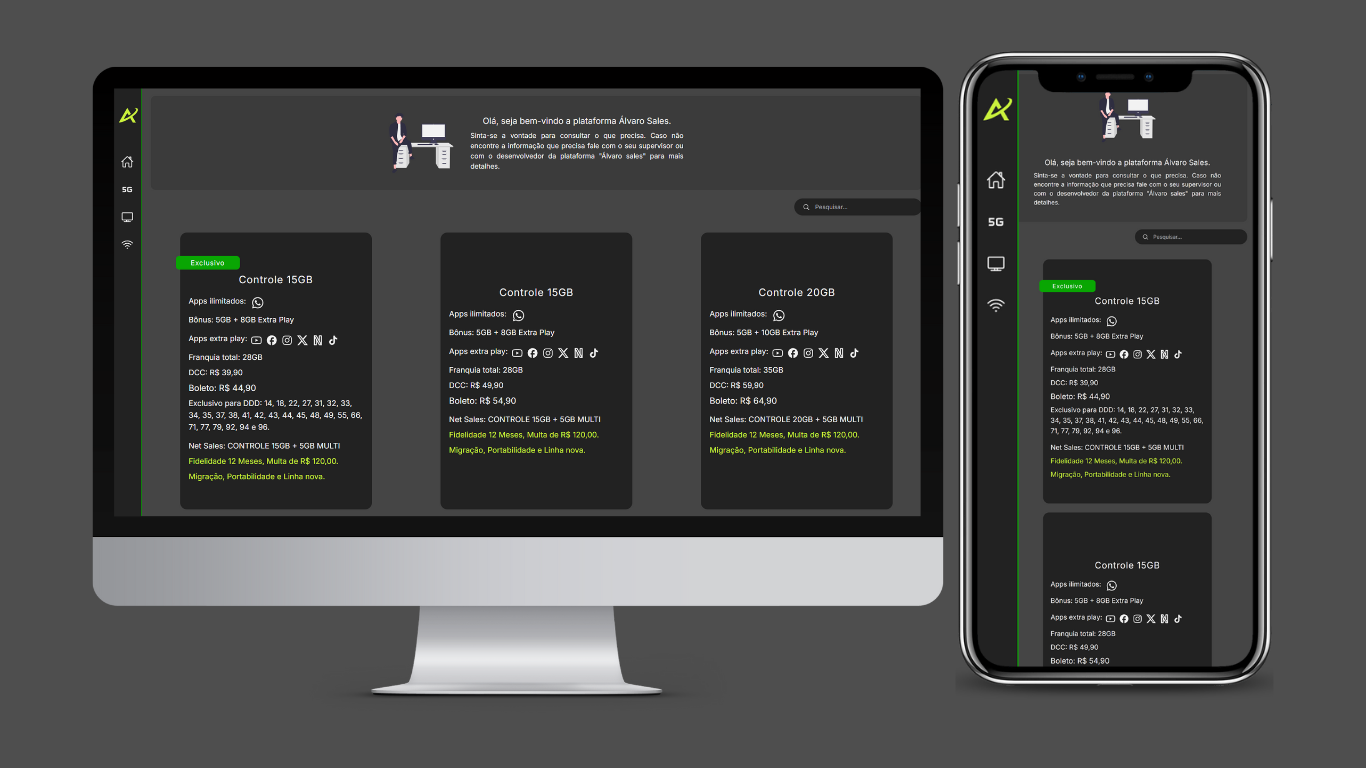 Olá, seja bem-vindo a plataforma Álvaro Sales.
Sinta-se a vontade para consultar o que precisa. Caso não
encontre a informação que precisa fale com o seu supervisor ou
com o desenvolvedor da plataforma "Álvaro sales" para mais
detalhes.
5G
Pesquisar...
Exclusivo
Controle 15GB
Apps ilimitados:
Bônus: 5GB + 8GB Extra Play
Apps extra play:
Franquia total: 28GB
DCC: R$ 39,90
Boleto: R$ 44,90
Exclusivo para DDD: 14, 18, 22, 27, 31, 32, 33,
34, 35, 37, 38, 41, 42, 43, 44, 45, 48, 49, 55, 66,
71, 77, 79, 92, 94 e 96.
Net Sales: CONTROLE 15GB + 5GB MULTI
Fidelidade 12 Meses, Multa de R$ 120,00.
Migração, Portabilidade e Linha nova.
Controle 15GB
Apps ilimitados:
Bônus: 5GB + 8GB Extra Play
Apps extra play:
Franquia total: 28GB
DCC: R$ 49,90
Boleto: R$ 54,90
Net Sales: CONTROLE 15GB + 5GB MULTI
Fidelidade 12 Meses, Multa de R$ 120,00.
Migração, Portabilidade e Linha nova.
Controle 20GB
Apps ilimitados:
Bônus: 5GB + 10GB Extra Play
Apps extra play:
Franquia total: 35GB
DCC: R$ 59,90
Boleto: R$ 64,90
Net Sales: CONTROLE 20GB + 5GB MULTI
Fidelidade 12 Meses, Multa de R$ 120,00.
Migração, Portabilidade e Linha nova.
Olá, seja bem-vindo a plataforma Álvaro Sales.
Sinta-se a vontade para consultar o que precisa. Caso não
encontre a informação que precisa fale com o seu supervisor ou
com o desenvolvedor da plataforma "Álvaro sales" para mais
detalhes.
5G
Pesquisar...
Exclusivo
Controle 15GB
Apps ilimitados:
Bônus: 5GB + 8GB Extra Play
Apps extra play:
Franquia total: 28GB
DCC: R$ 39,90
Boleto: R$ 44,90
Exclusivo para DDD: 14, 18, 22, 27, 31, 32, 33,
34, 35, 37, 38, 41, 42, 43, 44, 45, 48, 49, 55, 66,
71, 77, 79, 92, 94 e 96.
Net Sales: CONTROLE 15GB + 5GB MULTI
Fidelidade 12 Meses, Multa de R$ 120,00.
Migração, Portabilidade e Linha nova.
Controle 15GB
Apps ilimitados:
Bônus: 5GB + 8GB Extra Play
Apps extra play:
Franquia total: 28GB
DCC: R$ 49,90
Boleto: R$ 54,90